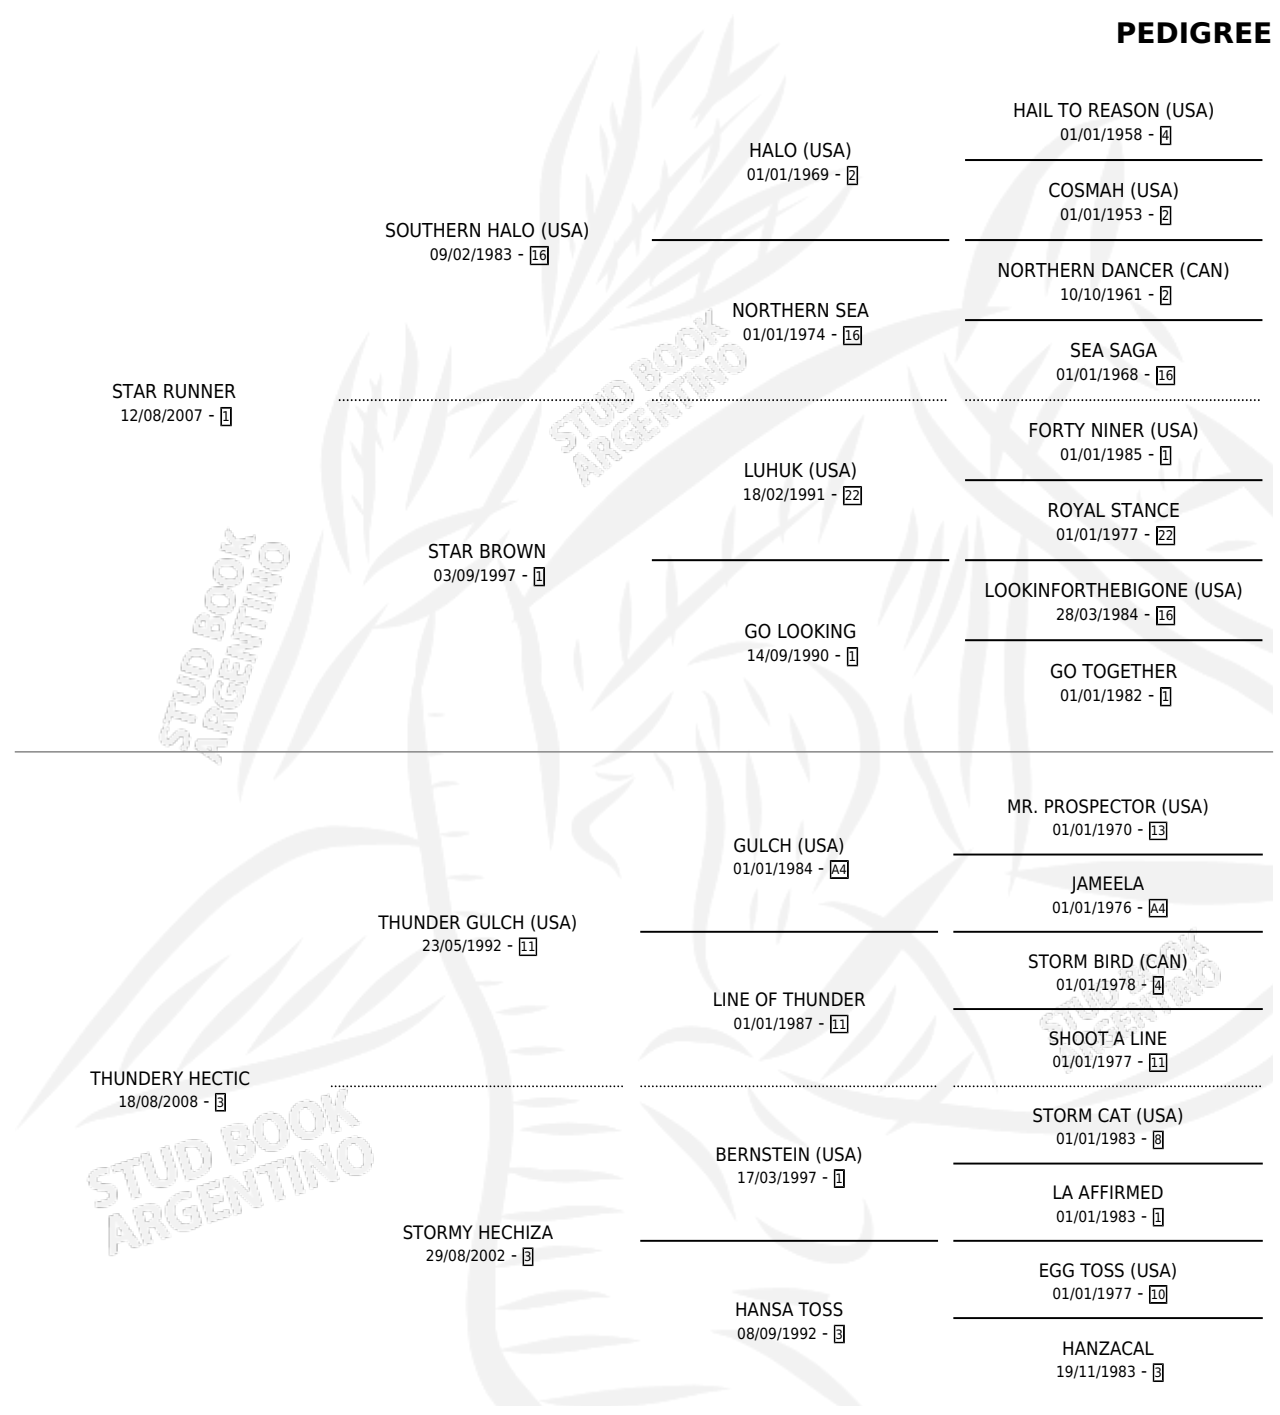 PEDIGREE
HAIL TO REASON (USA)
01/01/1958 - 4
HALO (USA)
01/01/1969 - 2
COSMAH (USA)
01/01/1953 - 2
SOUTHERN HALO (USA)
09/02/1983 - 16
NORTHERN DANCER (CAN)
10/10/1961 - 2
NORTHERN SEA
01/01/1974 - 16
SEA SAGA
01/01/1968 - 16
STAR RUNNER
12/08/2007 - 1
FORTY NINER (USA)
01/01/1985 - 1
LUHUK (USA)
18/02/1991 - 22
ROYAL STANCE
01/01/1977 - 22
STAR BROWN
03/09/1997 - 1
LOOKINFORTHEBIGONE (USA)
28/03/1984 - 16
GO LOOKING
14/09/1990 - 1
GO TOGETHER
01/01/1982 - 1
STUD BOOK
ARGENTINO
STUD BOOK
ARGENTINO
MR. PROSPECTOR (USA)
01/01/1970 - 13
GULCH (USA)
01/01/1984 - A4
JAMEELA
01/01/1976 - A4
THUNDER GULCH (USA)
23/05/1992 - 11
STORM BIRD (CAN)
01/01/1978 - 4
LINE OF THUNDER
01/01/1987 - 11
SHOOT A LINE
01/01/1977 - 11
THUNDERY HECTIC
18/08/2008 - 3
STORM CAT (USA)
01/01/1983 - 8
BERNSTEIN (USA)
17/03/1997 - 1
LA AFFIRMED
01/01/1983 - 1
STORMY HECHIZA
29/08/2002 - 3
EGG TOSS (USA)
01/01/1977 - 10
HANSA TOSS
08/09/1992 - 3
HANZACAL
19/11/1983 - 3
STUD BOOK
ARGENTINO
STUD BOOK
ARGENTINO